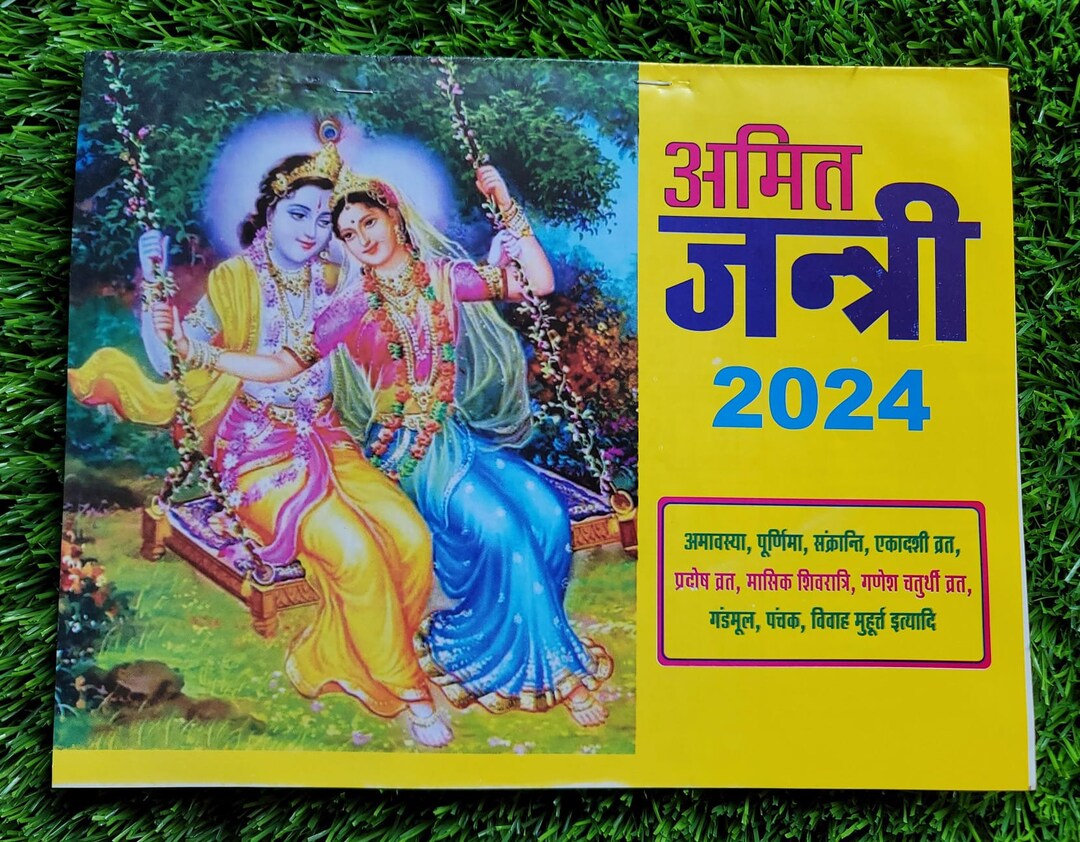 अमित
जन्त्री
2024
अमावस्या, पूर्णिमा, संक्रान्ति, एकादशी व्रत,
प्रदोष व्रत, मासिक शिवरात्रि, गणेश चतुर्थी व्रत,
गंडमूल, पंचक, विवाह मुहूर्त्त इत्यादि